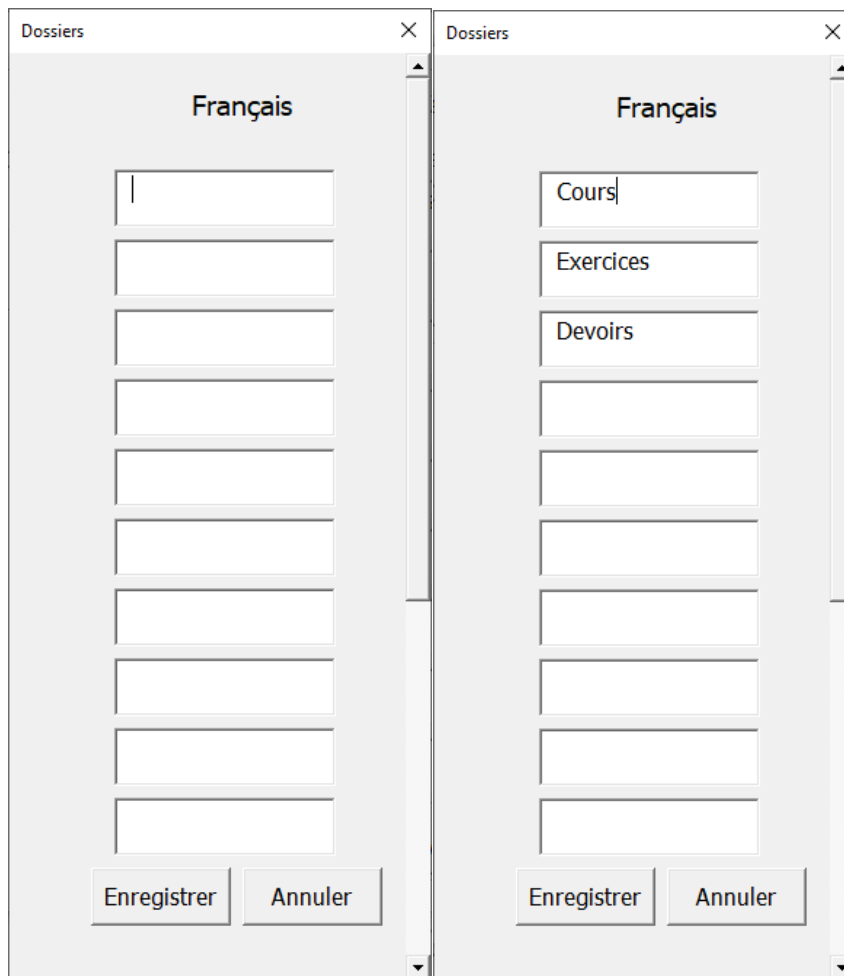 Dossiers
Français
Enregistrer Annuler
Dossiers
Français
Cours
Exercices
Devoirs
Enregistrer Annuler